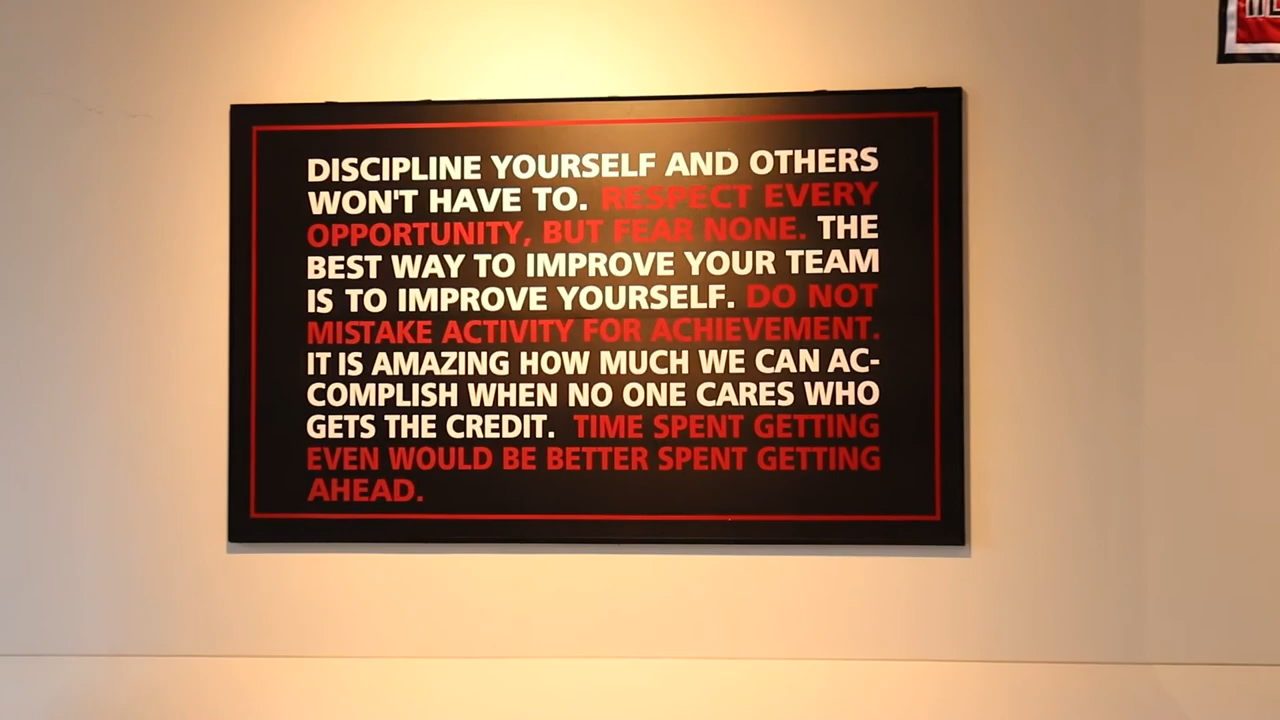 DISCIPLINE YOURSELF AND OTHERS
WON'T HAVE TO. RESPECT EVERY
OPPORTUNITY, BUT FEAR NONE. THE
BEST WAY TO IMPROVE YOUR TEAM
IS TO IMPROVE YOURSELF. DO NOT
MISTAKE ACTIVITY FOR ACHIEVEMENT.
IT IS AMAZING HOW MUCH WE CAN AC-
COMPLISH WHEN NO ONE CARES WHO
GETS THE CREDIT. TIME SPENT GETTING
EVEN WOULD BE BETTER SPENT GETTING
AHEAD.